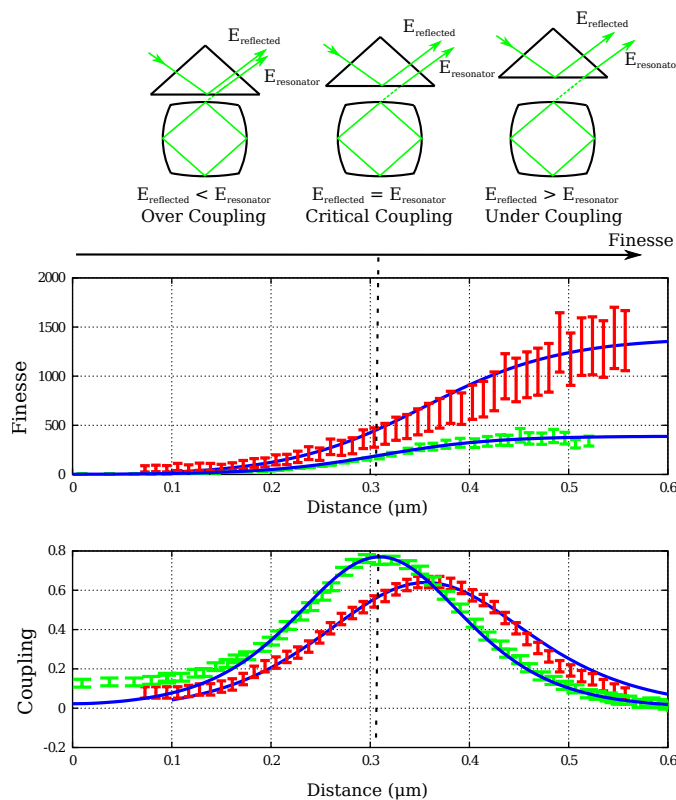 E_reflected E_reflected E_reflected
E_resonator E_resonator E_resonator
E_reflected < E_resonator E_reflected = E_resonator E_reflected > E_resonator
Over Coupling Critical Coupling Under Coupling
Finesse
2000
1500
1000
500
0
Finesse
0 0.1 0.2 0.3 0.4 0.5 0.6
Distance (μm)
0.8
0.6
0.4
0.2
0
-0.2
Coupling
0 0.1 0.2 0.3 0.4 0.5 0.6
Distance (μm)